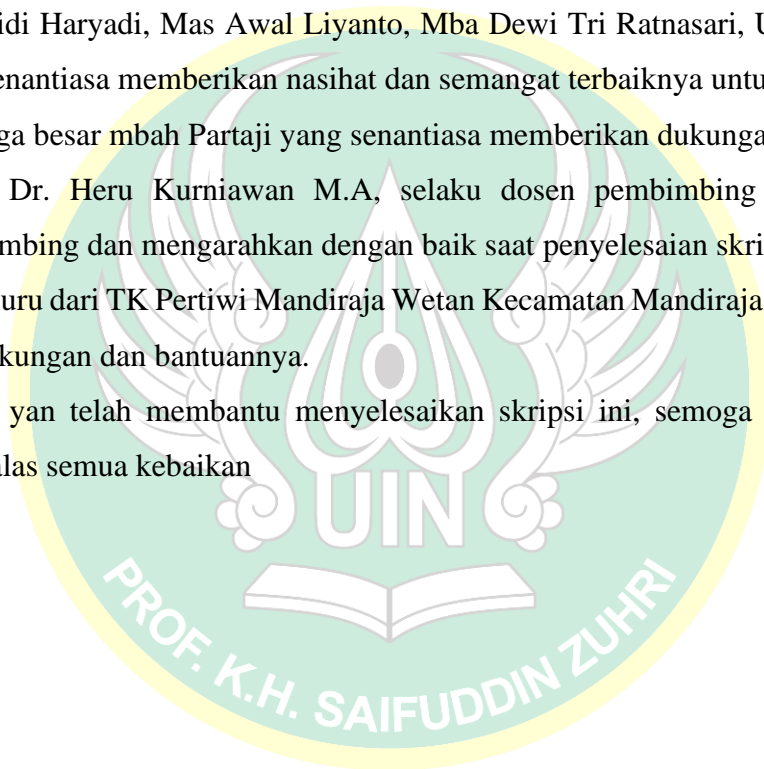 idi Haryadi, Mas Awal Liyanto, Mba Dewi Tri Ratnasari, U
enantiasa memberikan nasihat dan semangat terbaiknya untu
ga besar mbah Partaji yang senantiasa memberikan dukunga
Dr. Heru Kurniawan M.A, selaku dosen pembimbing
mbing dan mengarahkan dengan baik saat penyelesaian skri
uru dari TK Pertiwi Mandiraja Wetan Kecamatan Mandiraja
kungan dan bantuannya.
yan telah membantu menyelesaikan skripsi ini, semoga
alas semua kebaikan
UIN
PROF. K.H. SAIFUDDIN ZUHRI